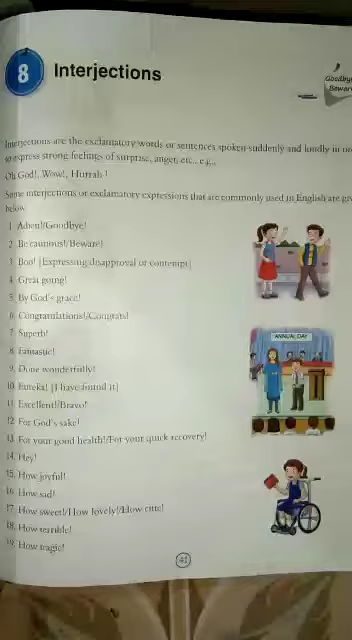 8
Interjections
Goodby
Beware
Interjections are the exclamatory words or sentences spoken suddenly and loudly in or
to express strong feelings of surprise, anger, etc., e.g.,
Oh God!, Wow!, Hurrah !
Some interjections or exclamatory expressions that are commonly used in English are giv
below
1. Adieu!/Goodbye!
2. Be cautious!/Beware!
3. Boo! [Expressing disapproval or contempt]
4. Great going!
5. By God's grace!
6. Congratulations!/Congrats!
7. Superb!
8. Fantastic!
9. Done wonderfully!
10. Eureka! [I have found it]
11. Excellent!/Bravo!
12. For God's sake!
13. For your good health!/For your quick recovery!
14. Hey!
15. How joyful!
16. How sad!
17. How sweet!/How lovely!/How cute!
18. How terrible!
19. How tragic!
ANNUAL DAY
41